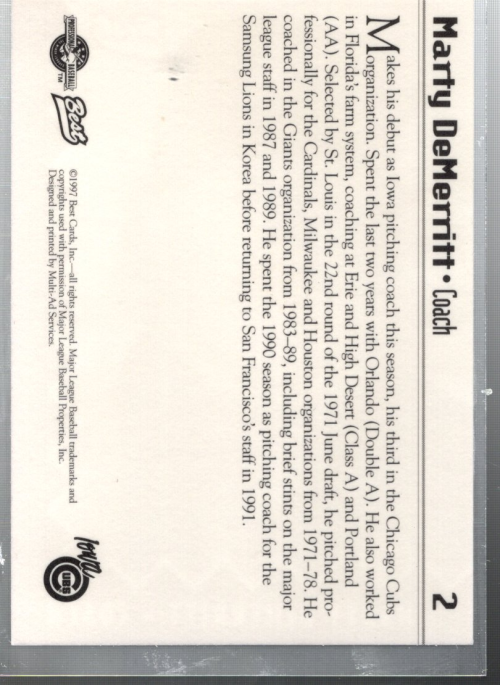 Marty DeMerritt • Coach 2
Makes his debut as Iowa pitching coach this season, his third in the Chicago Cubs
organization. Spent the last two years with Orlando (Double A). He also worked
in Florida's farm system, coaching at Erie and High Desert (Class A) and Portland
(AA). Selected by St. Louis in the 22nd round of the 1971 June draft, he pitched pro-
fessionally for the Cardinals, Milwaukee and Houston organizations from 1971–78. He
coached in the Giants organization from 1983–89, including brief stints on the major
league staff in 1987 and 1989. He spent the 1990 season as pitching coach for the
Samsung Lions in Korea before returning to San Francisco's staff in 1991.
Best
©1997 Best Cards, Inc.—all rights reserved. Major League Baseball trademarks and
copyrights used with permission of Major League Baseball Properties, Inc.
Designed and printed by Multi-Ad Services.
Iowa
CUBS